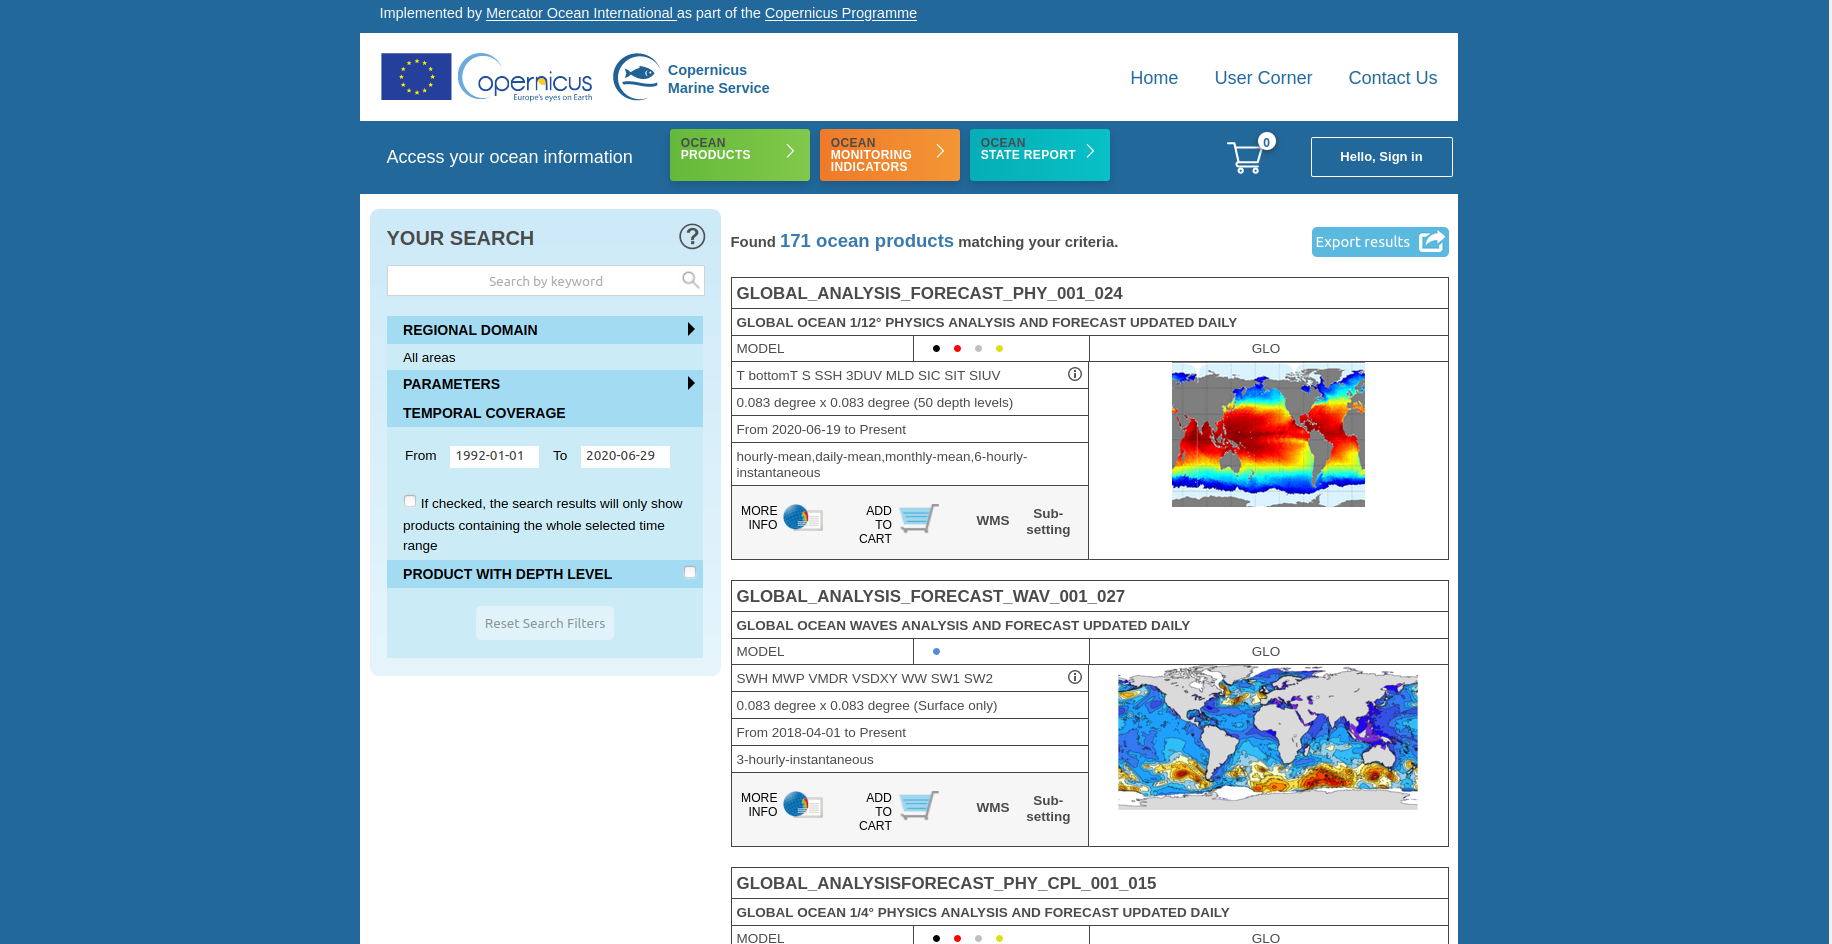 Implemented by Mercator Ocean International as part of the Copernicus Programme
opernicus
Europe's eyes on Earth
Copernicus
Marine Service
Home User Corner Contact Us
Access your ocean information
OCEAN
PRODUCTS
OCEAN
MONITORING
INDICATORS
OCEAN
STATE REPORT
0
Hello, Sign in
YOUR SEARCH
?
Search by keyword
REGIONAL DOMAIN
All areas
PARAMETERS
TEMPORAL COVERAGE
From 1992-01-01 To 2020-06-29
If checked, the search results will only show
products containing the whole selected time
range
PRODUCT WITH DEPTH LEVEL
Reset Search Filters
Found 171 ocean products matching your criteria.
Export results
GLOBAL_ANALYSIS_FORECAST_PHY_001_024
GLOBAL OCEAN 1/12° PHYSICS ANALYSIS AND FORECAST UPDATED DAILY
MODEL GLO
T bottomT S SSH 3DUV MLD SIC SIT SIUV
0.083 degree x 0.083 degree (50 depth levels)
From 2020-06-19 to Present
hourly-mean,daily-mean,monthly-mean,6-hourly-
instantaneous
MORE
INFO
ADD
TO
CART
WMS
Sub-
setting
GLOBAL_ANALYSIS_FORECAST_WAV_001_027
GLOBAL OCEAN WAVES ANALYSIS AND FORECAST UPDATED DAILY
MODEL GLO
SWH MWP VMDR VSDXY WW SW1 SW2
0.083 degree x 0.083 degree (Surface only)
From 2018-04-01 to Present
3-hourly-instantaneous
MORE
INFO
ADD
TO
CART
WMS
Sub-
setting
GLOBAL_ANALYSISFORECAST_PHY_CPL_001_015
GLOBAL OCEAN 1/4° PHYSICS ANALYSIS AND FORECAST UPDATED DAILY
MODEL GLO